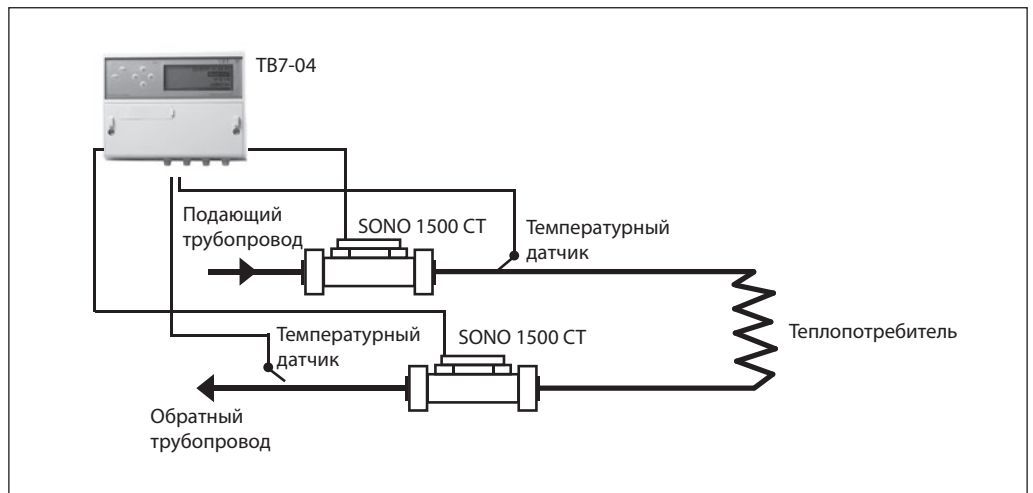 ТВ7-04
Подающий
трубопровод
SONO 1500 CT
Температурный
датчик
Температурный
датчик
SONO 1500 CT
Теплопотребитель
Обратный
трубопровод